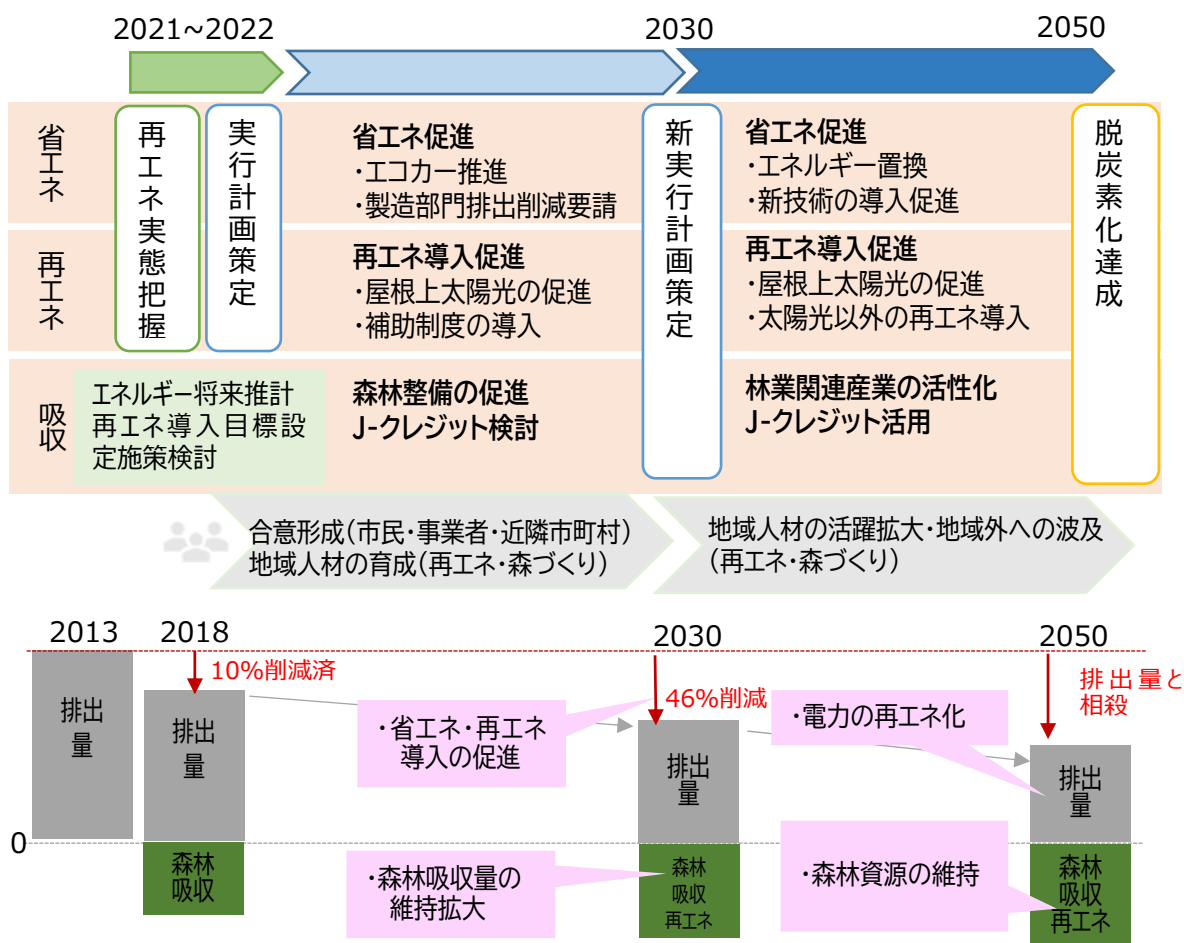 2021~2022
2030
2050
省エネ
再エネ実態把握
実行計画策定
省エネ促進
・エコカー推進
・製造部門排出削減要請
新実行計画策定
省エネ促進
・エネルギー置換
・新技術の導入促進
脱炭素化達成
再エネ
再エネ導入促進
・屋根上太陽光の促進
・補助制度の導入
再エネ導入促進
・屋根上太陽光の促進
・太陽光以外の再エネ導入
吸収
エネルギー将来推計
再エネ導入目標設
定施策検討
森林整備の促進
J-クレジット検討
林業関連産業の活性化
J-クレジット活用
合意形成(市民・事業者・近隣市町村)
地域人材の育成(再エネ・森づくり)
地域人材の活躍拡大・地域外への波及
(再エネ・森づくり)
2013
2018
2030
2050
10%削減済
46%削減
排出量と
相殺
排出
量
排出
量
・省エネ・再エネ
導入の促進
排出
量
・電力の再エネ化
排出
量
0
森林
吸収
・森林吸収量の
維持拡大
森林
吸収
再エネ
・森林資源の維持
森林
吸収
再エネ